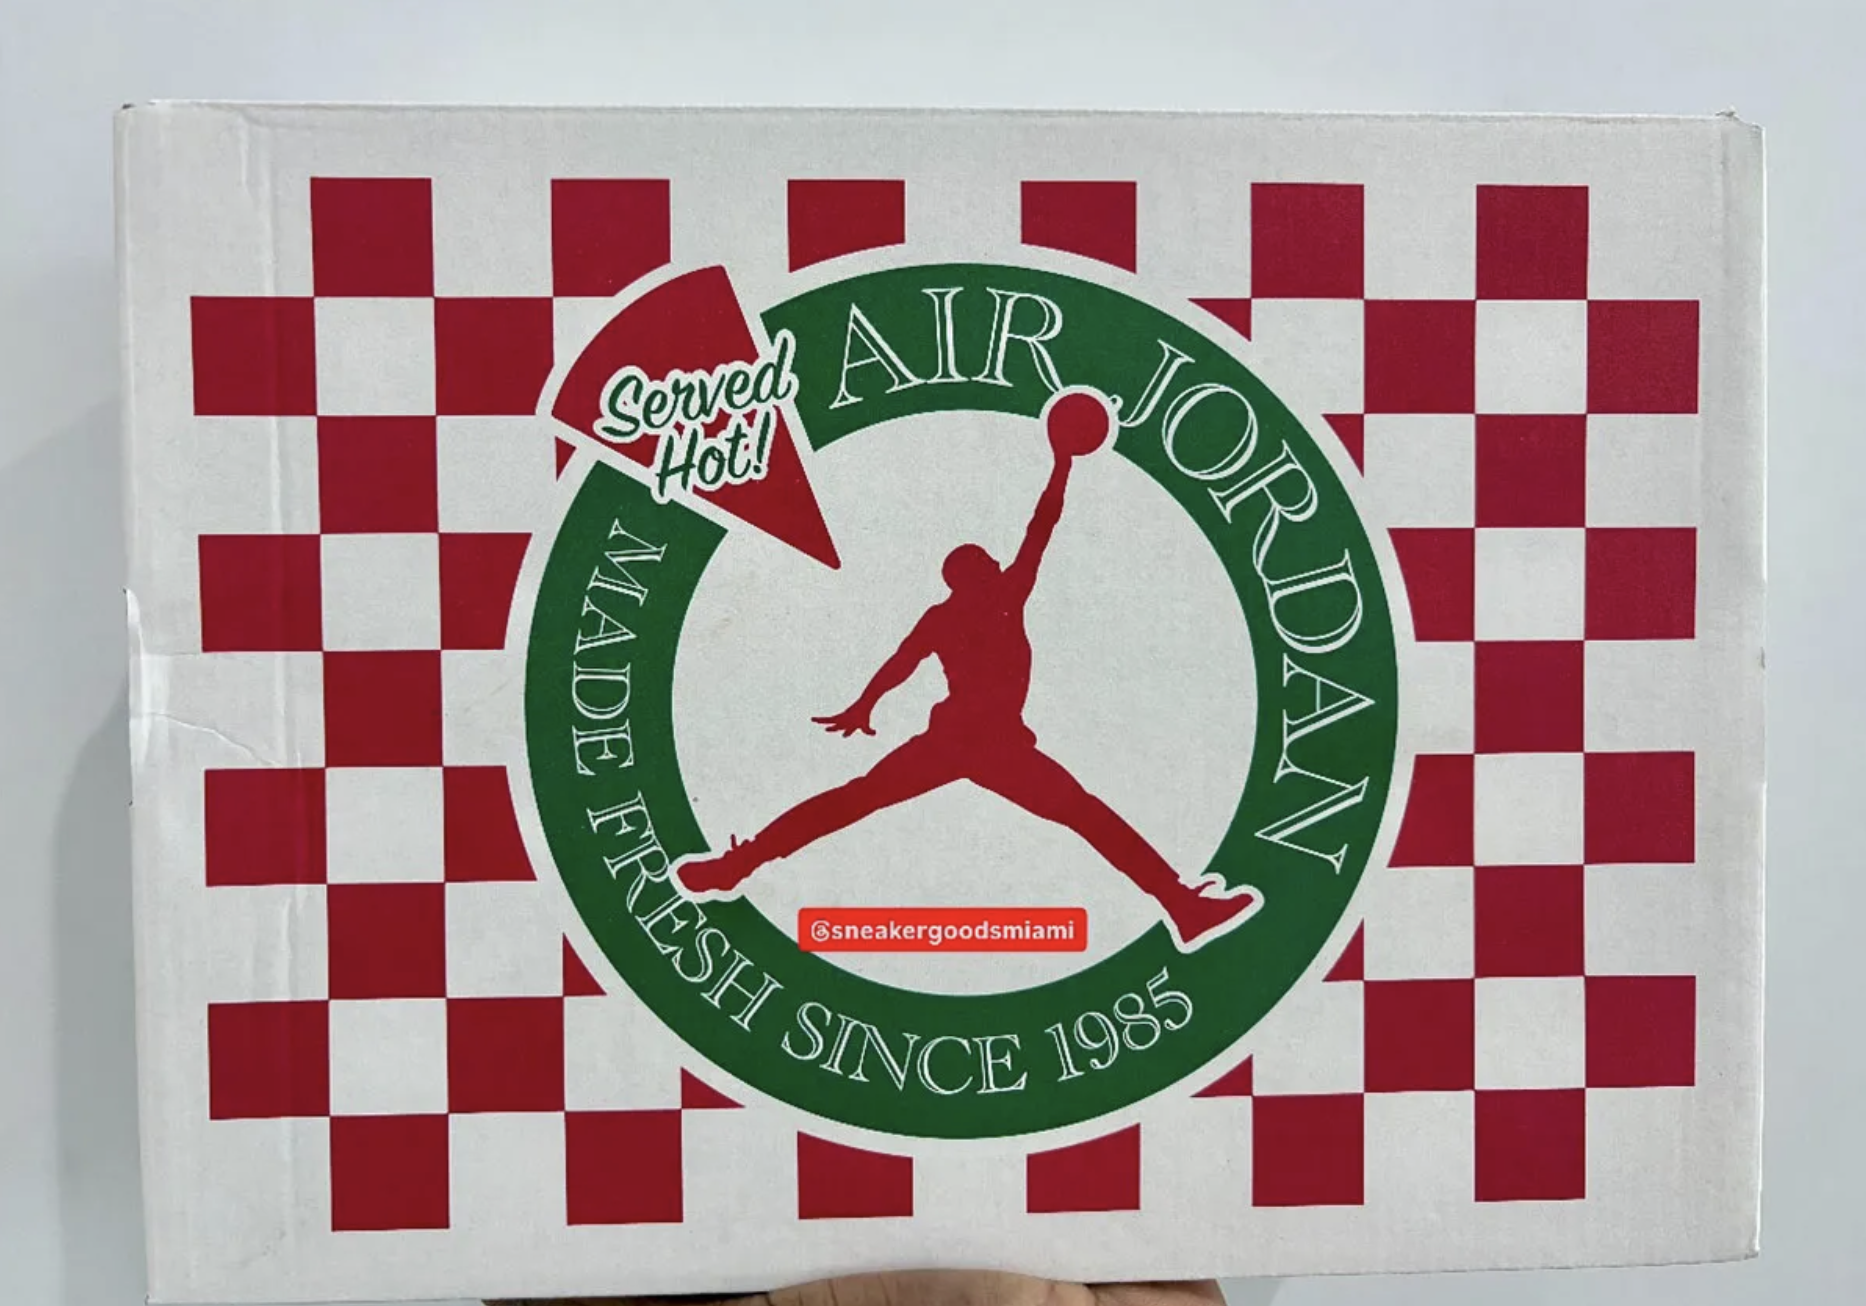 Served
Hot!
AIR JORDAN
MADE FRESH SINCE 1985
@sneakergoodsmiami